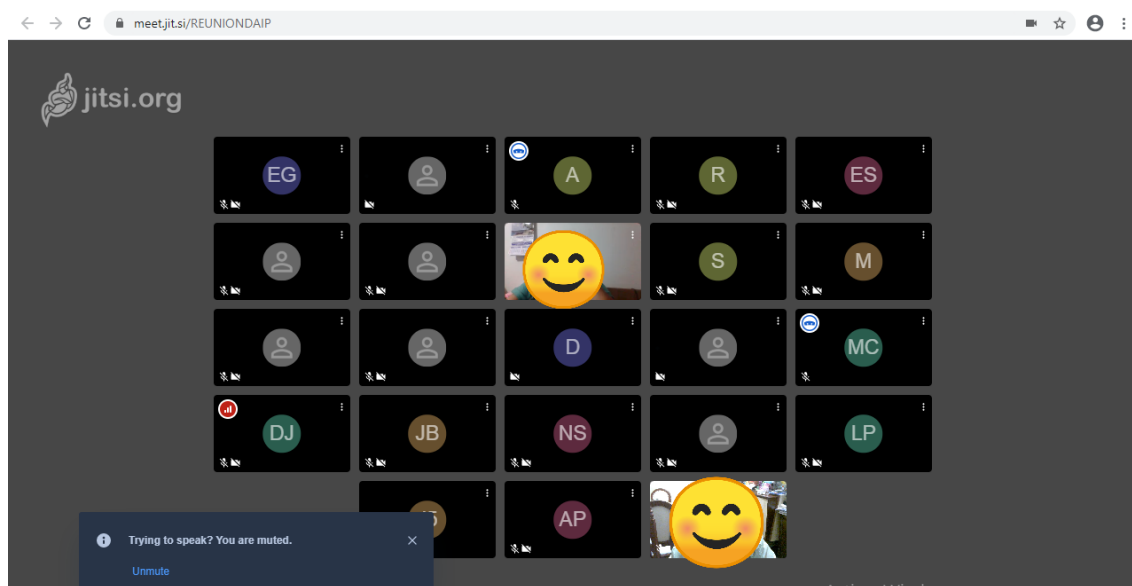 meet.jit.si/REUNIONDAIP
jitsi.org
EG
A
R
ES
S
M
D
MC
DJ
JB
NS
LP
AP
Trying to speak? You are muted.
Unmute